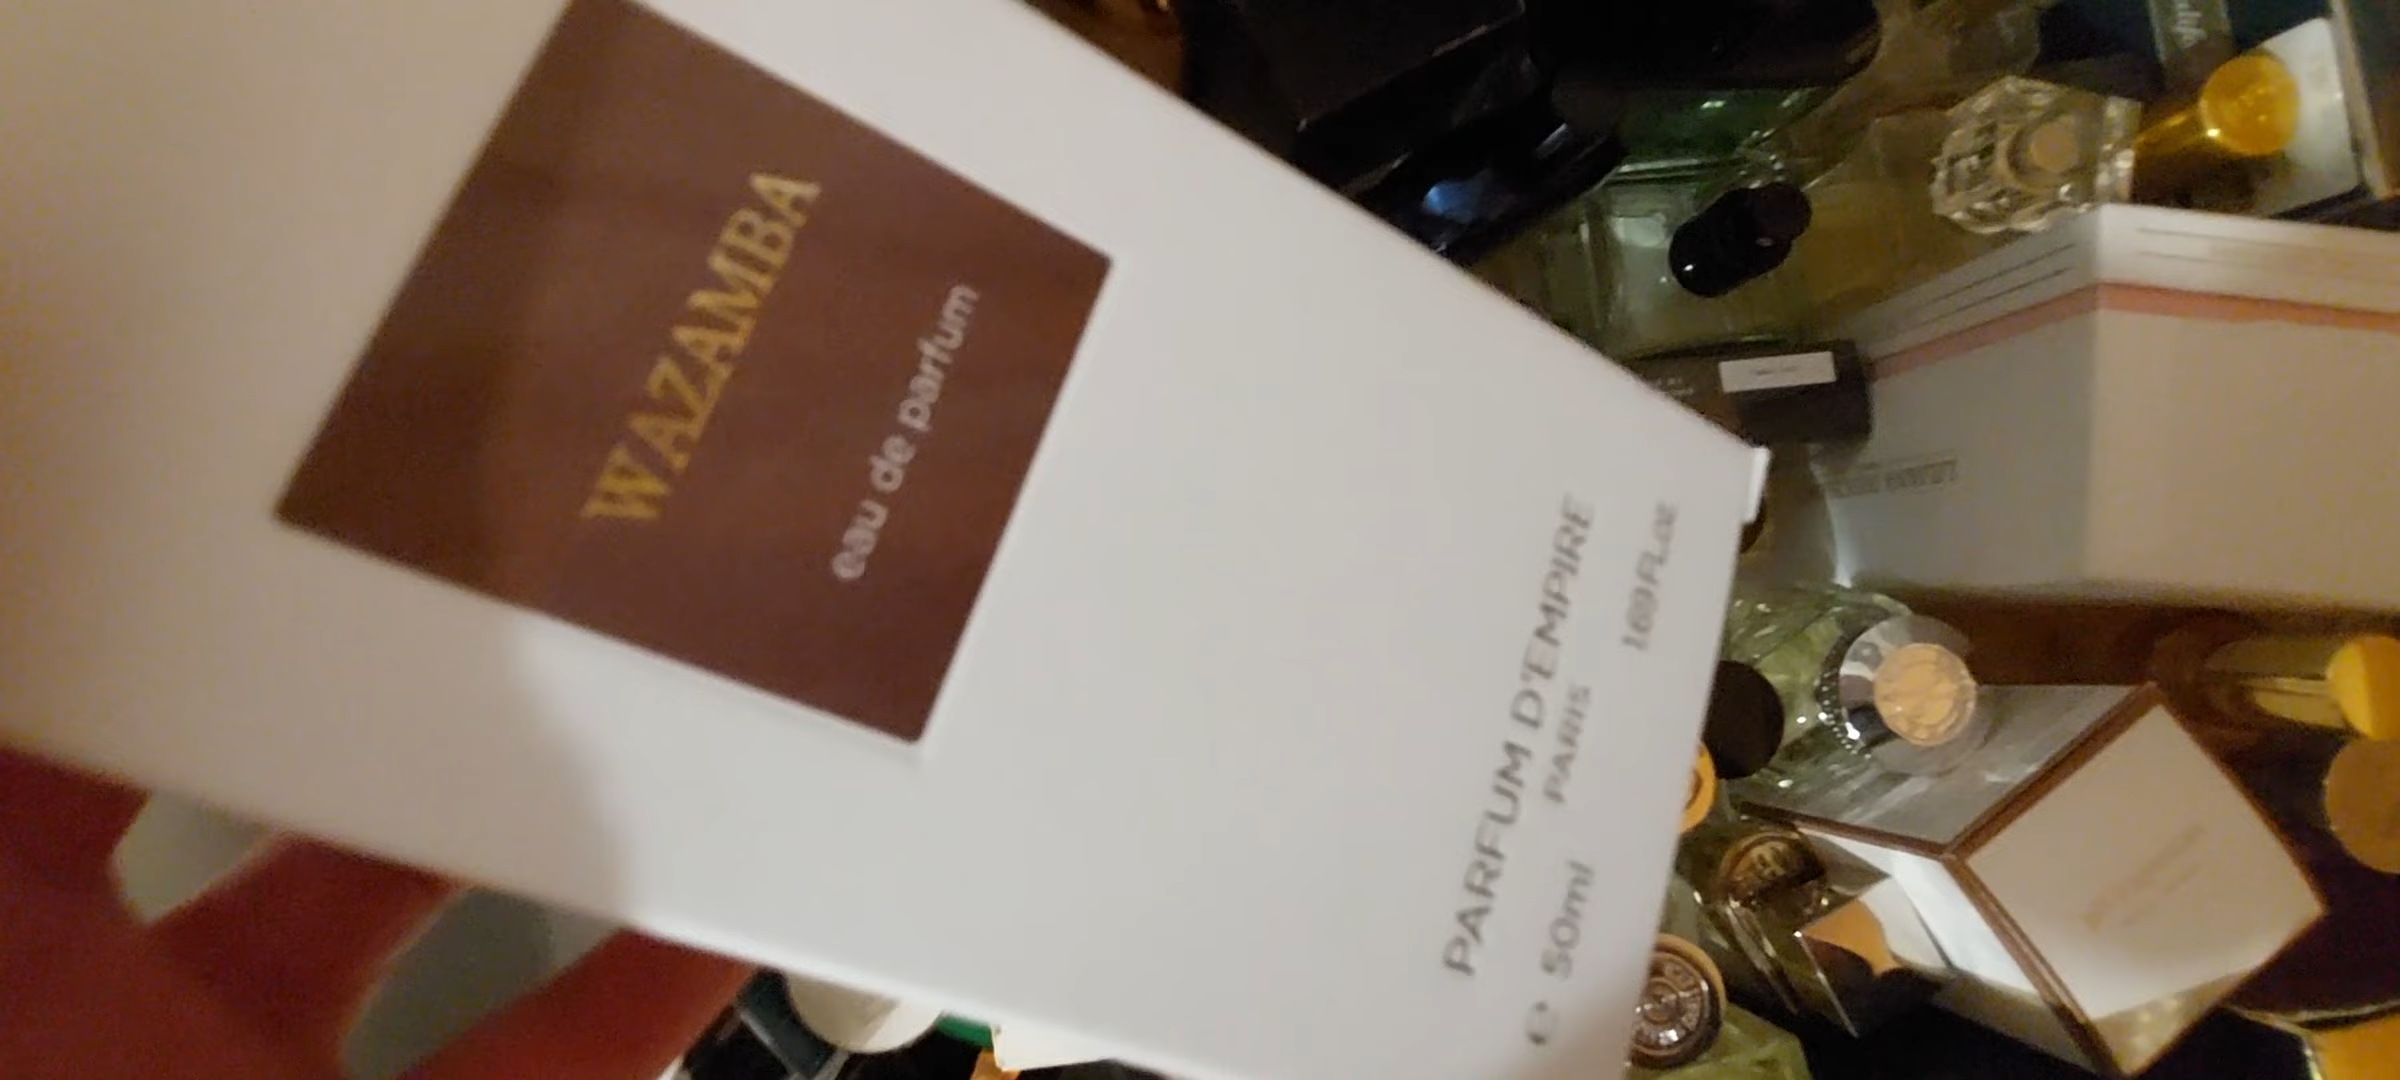 WAZAMBA
eau de parfum
PARFUM D'EMPIRE
PARIS
e 50ml 1.69 FL.OZ